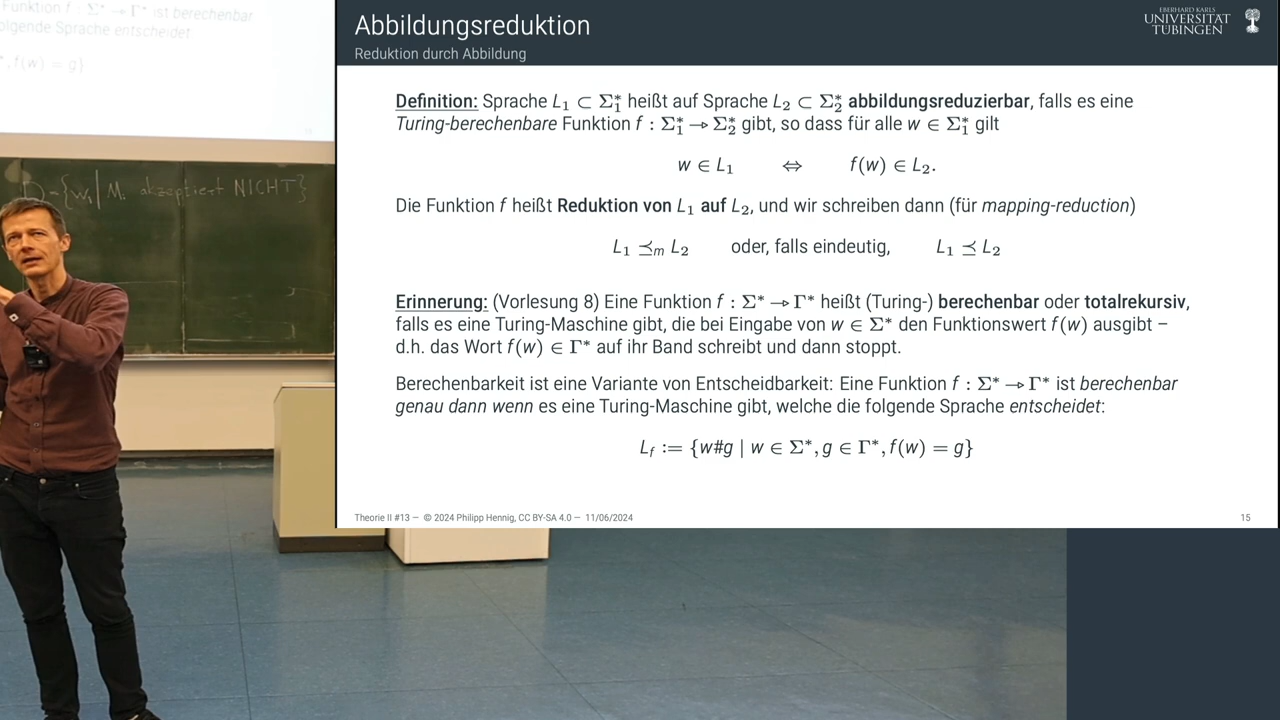 Funktion f : Σ* → Γ* ist berechenbar
folgende Sprache entscheidet
*, f(w) = g}
D={wᵢ| Mᵢ akzeptiert NICHT}
Abbildungsreduktion
Reduktion durch Abbildung
EBERHARD KARLS
UNIVERSITÄT
TÜBINGEN
Definition: Sprache L₁ ⊂ Σ₁* heißt auf Sprache L₂ ⊂ Σ₂* abbildungsreduzierbar, falls es eine
Turing-berechenbare Funktion f : Σ₁* → Σ₂* gibt, so dass für alle w ∈ Σ₁* gilt
w ∈ L₁ ⇔ f(w) ∈ L₂.
Die Funktion f heißt Reduktion von L₁ auf L₂, und wir schreiben dann (für mapping-reduction)
L₁ ⪯ₘ L₂ oder, falls eindeutig, L₁ ⪯ L₂
Erinnerung: (Vorlesung 8) Eine Funktion f : Σ* → Γ* heißt (Turing-) berechenbar oder totalrekursiv,
falls es eine Turing-Maschine gibt, die bei Eingabe von w ∈ Σ* den Funktionswert f(w) ausgibt –
d.h. das Wort f(w) ∈ Γ* auf ihr Band schreibt und dann stoppt.
Berechenbarkeit ist eine Variante von Entscheidbarkeit: Eine Funktion f : Σ* → Γ* ist berechenbar
genau dann wenn es eine Turing-Maschine gibt, welche die folgende Sprache entscheidet:
L_f := {w#g | w ∈ Σ*, g ∈ Γ*, f(w) = g}
Theorie II #13 — © 2024 Philipp Hennig, CC BY-SA 4.0 — 11/06/2024
15